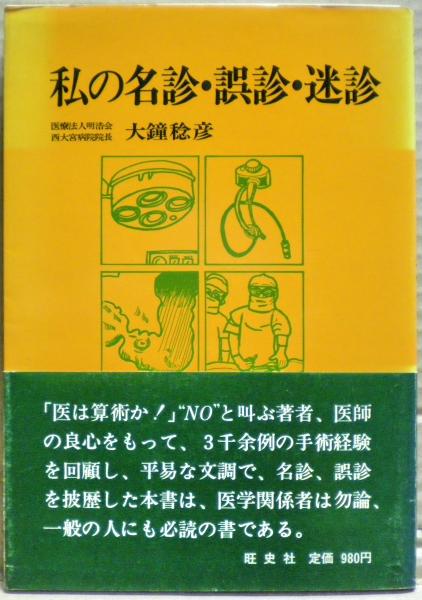 私の名診・誤診・迷診
医療法人明浩会
西大宮病院院長
大鐘稔彦
「医は算術か！」“NO”と叫ぶ著者、医師
の良心をもって、3千余例の手術経験
を回顧し、平易な文調で、名診、誤診
を披歴した本書は、医学関係者は勿論、
一般の人にも必読の書である。
旺史社 定価 980円